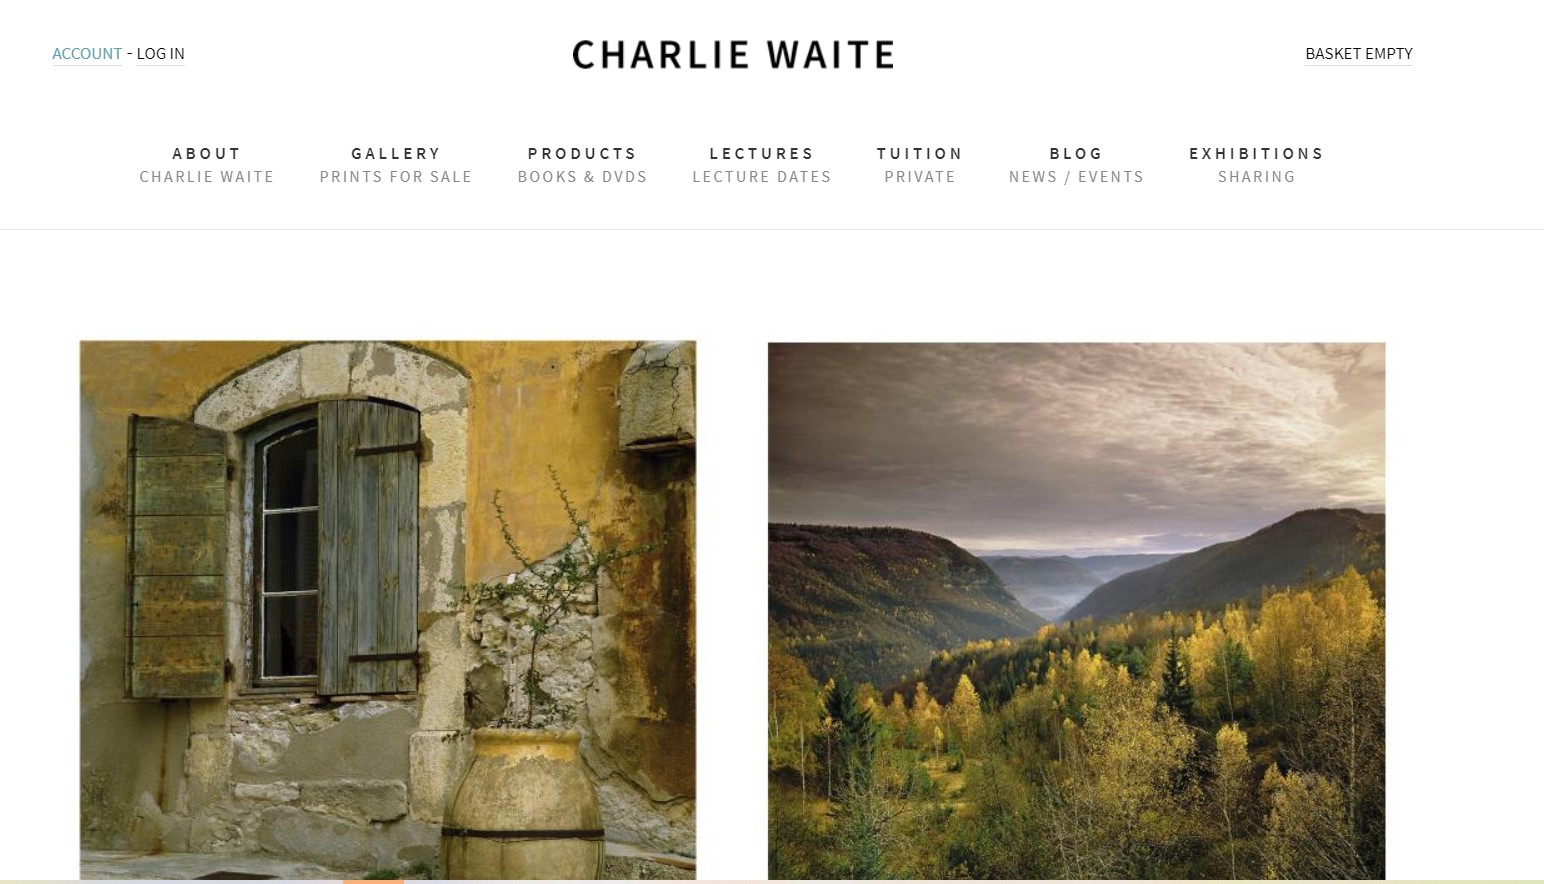 ACCOUNT - LOG IN
CHARLIE WAITE
BASKET EMPTY
ABOUT
CHARLIE WAITE
GALLERY
PRINTS FOR SALE
PRODUCTS
BOOKS & DVDS
LECTURES
LECTURE DATES
TUITION
PRIVATE
BLOG
NEWS / EVENTS
EXHIBITIONS
SHARING